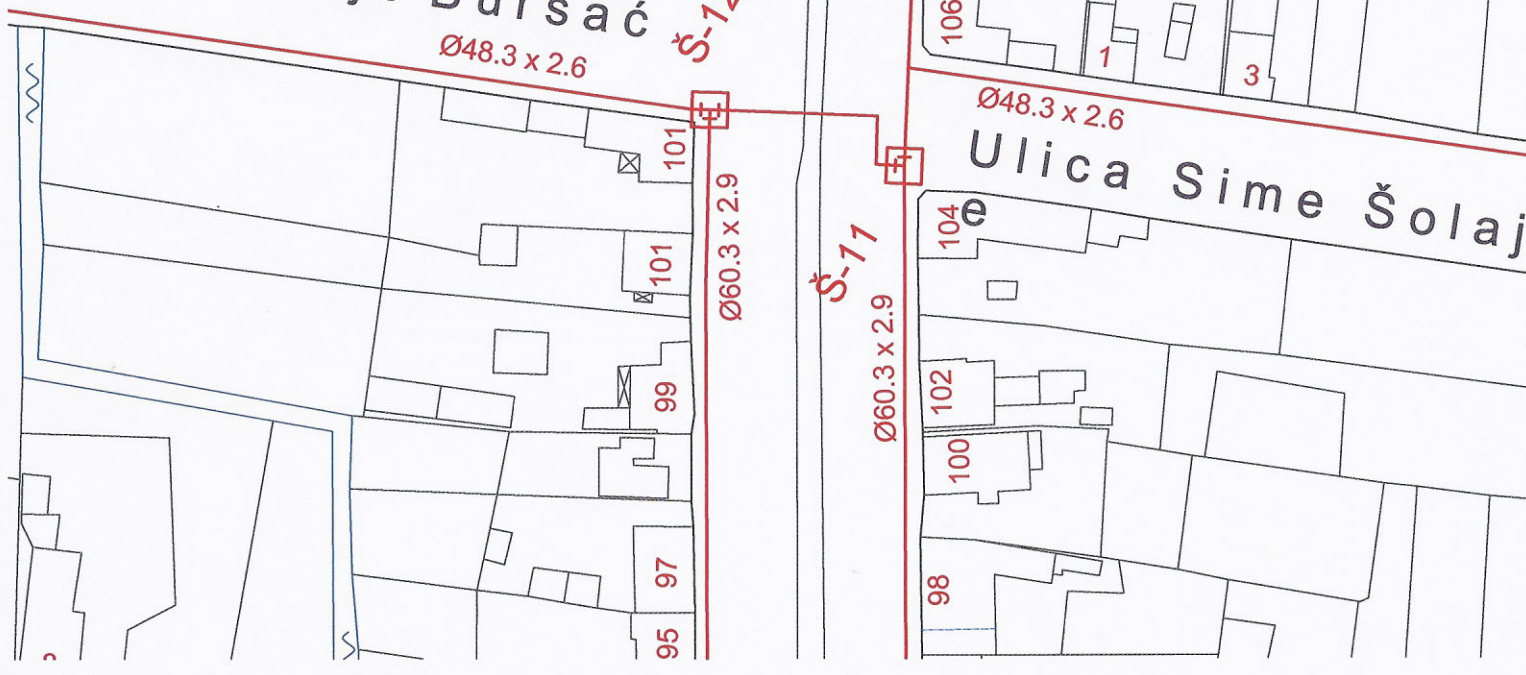 Bursać
Š-12
106
1
3
Ø48.3 x 2.6
Ø48.3 x 2.6
Ulica Sime Šolaj
e
101
104
Ø60.3 x 2.9
101
Š-11
Ø60.3 x 2.9
99
102
100
97
98
95